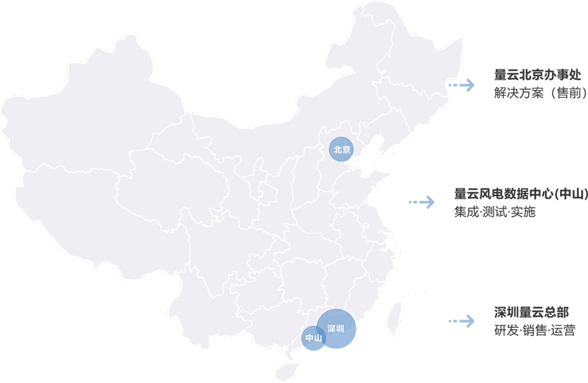 量云北京办事处
解决方案（售前）
北京
量云风电数据中心(中山)
集成·测试·实施
深圳量云总部
研发·销售·运营
深圳
中山